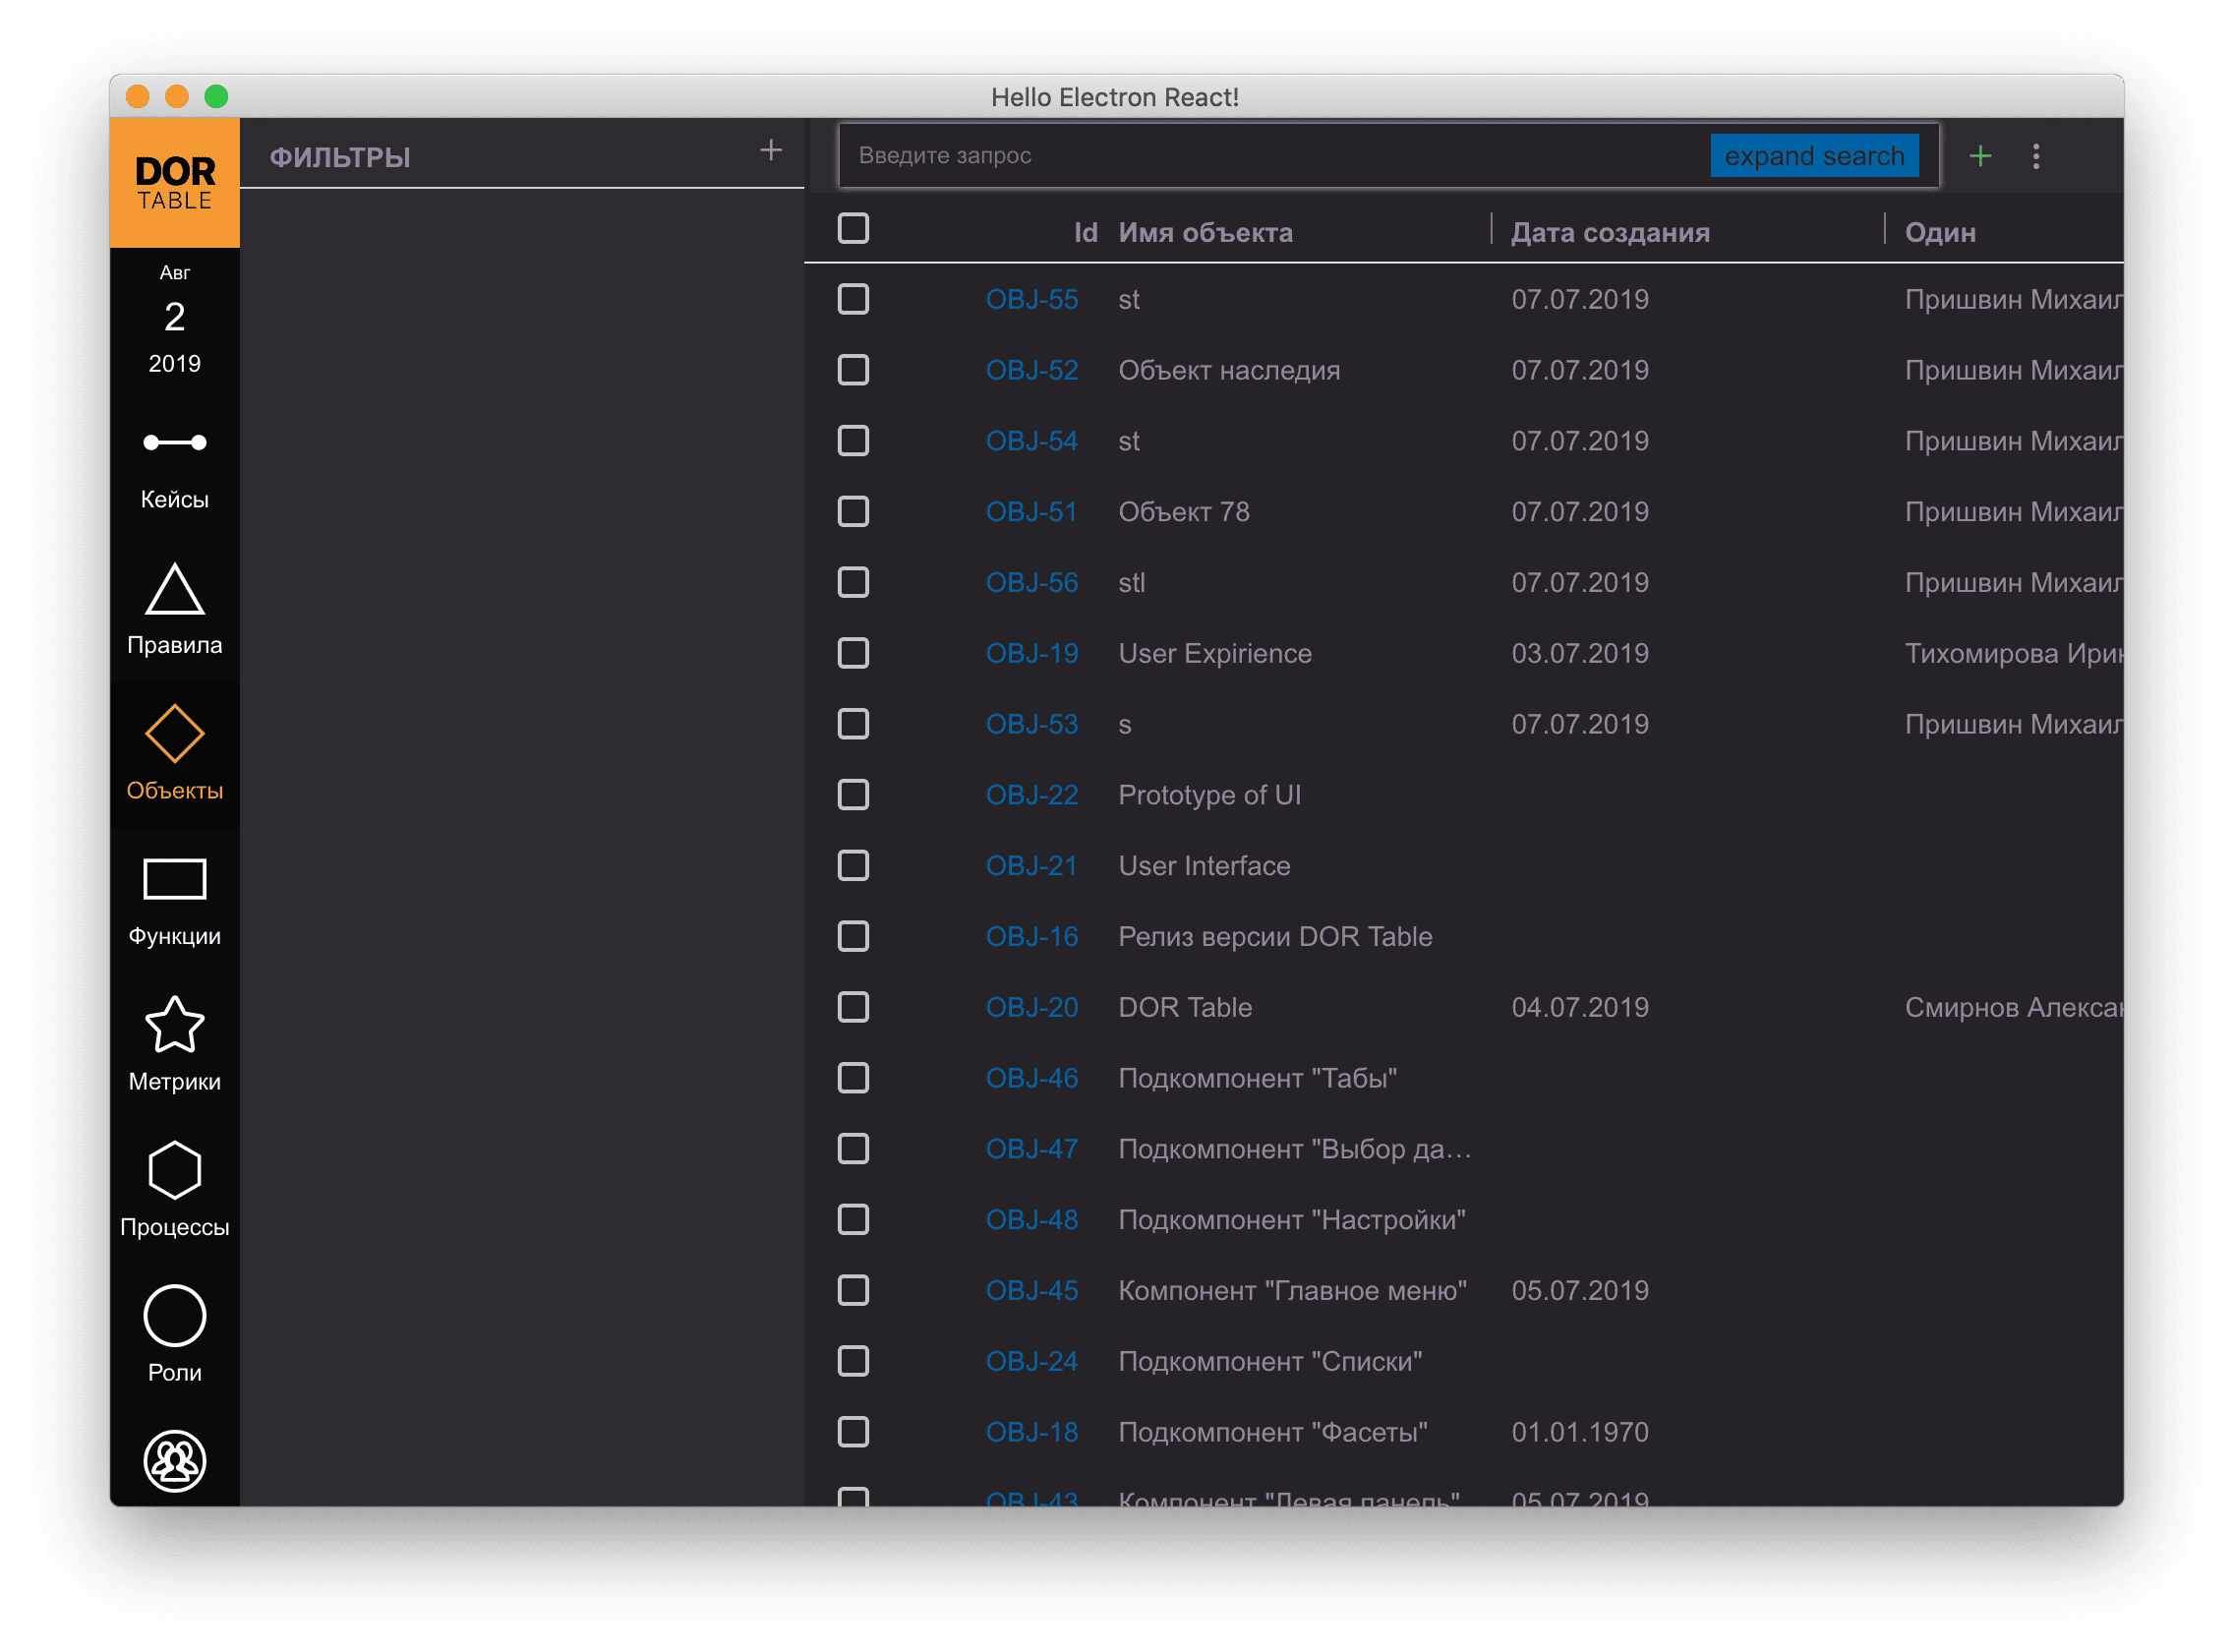 Hello Electron React!
DOR
TABLE
Авг
2
2019
Кейсы
Правила
Объекты
Функции
Метрики
Процессы
Роли
ФИЛЬТРЫ +
Введите запрос expand search +
Id Имя объекта Дата создания Один
OBJ-55 st 07.07.2019 Пришвин Михаил
OBJ-52 Объект наследия 07.07.2019 Пришвин Михаил
OBJ-54 st 07.07.2019 Пришвин Михаил
OBJ-51 Объект 78 07.07.2019 Пришвин Михаил
OBJ-56 stl 07.07.2019 Пришвин Михаил
OBJ-19 User Expirience 03.07.2019 Тихомирова Ирин
OBJ-53 s 07.07.2019 Пришвин Михаил
OBJ-22 Prototype of UI
OBJ-21 User Interface
OBJ-16 Релиз версии DOR Table
OBJ-20 DOR Table 04.07.2019 Смирнов Алексан
OBJ-46 Подкомпонент "Табы"
OBJ-47 Подкомпонент "Выбор да…
OBJ-48 Подкомпонент "Настройки"
OBJ-45 Компонент "Главное меню" 05.07.2019
OBJ-24 Подкомпонент "Списки"
OBJ-18 Подкомпонент "Фасеты" 01.01.1970
OBJ-43 Компонент "Левая панель" 05.07.2019